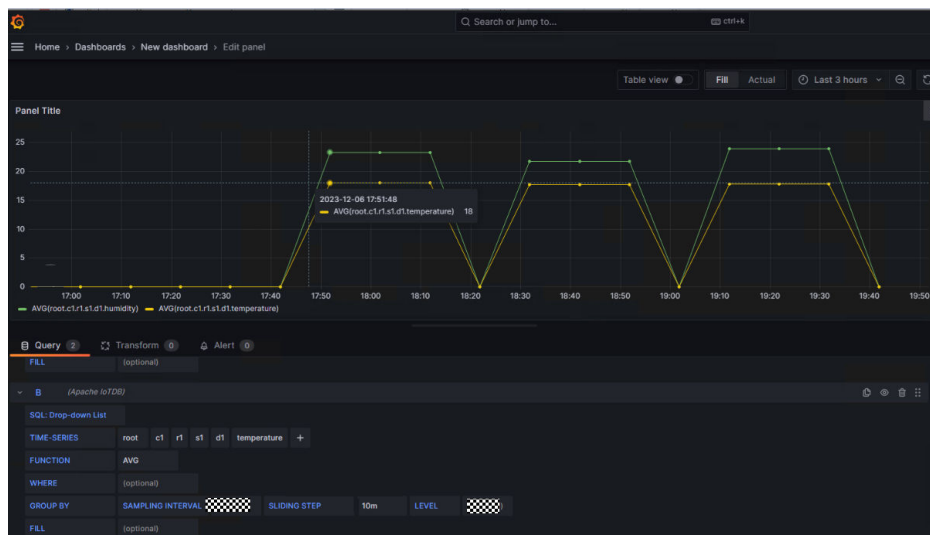 Search or jump to... ctrl+k
Home > Dashboards > New dashboard > Edit panel
Table view Fill Actual Last 3 hours
Panel Title
25
20
15
10
5
0
2023-12-06 17:51:48
AVG(root.c1.r1.s1.d1.temperature) 18
17:00 17:10 17:20 17:30 17:40 17:50 18:00 18:10 18:20 18:30 18:40 18:50 19:00 19:10 19:20 19:30 19:40 19:50
AVG(root.c1.r1.s1.d1.humidity) AVG(root.c1.r1.s1.d1.temperature)
Query 2 Transform 0 Alert 0
FILL (optional)
B (Apache IoTDB)
SQL: Drop-down List
TIME-SERIES root c1 r1 s1 d1 temperature +
FUNCTION AVG
WHERE (optional)
GROUP BY SAMPLING INTERVAL SLIDING STEP 10m LEVEL
FILL (optional)